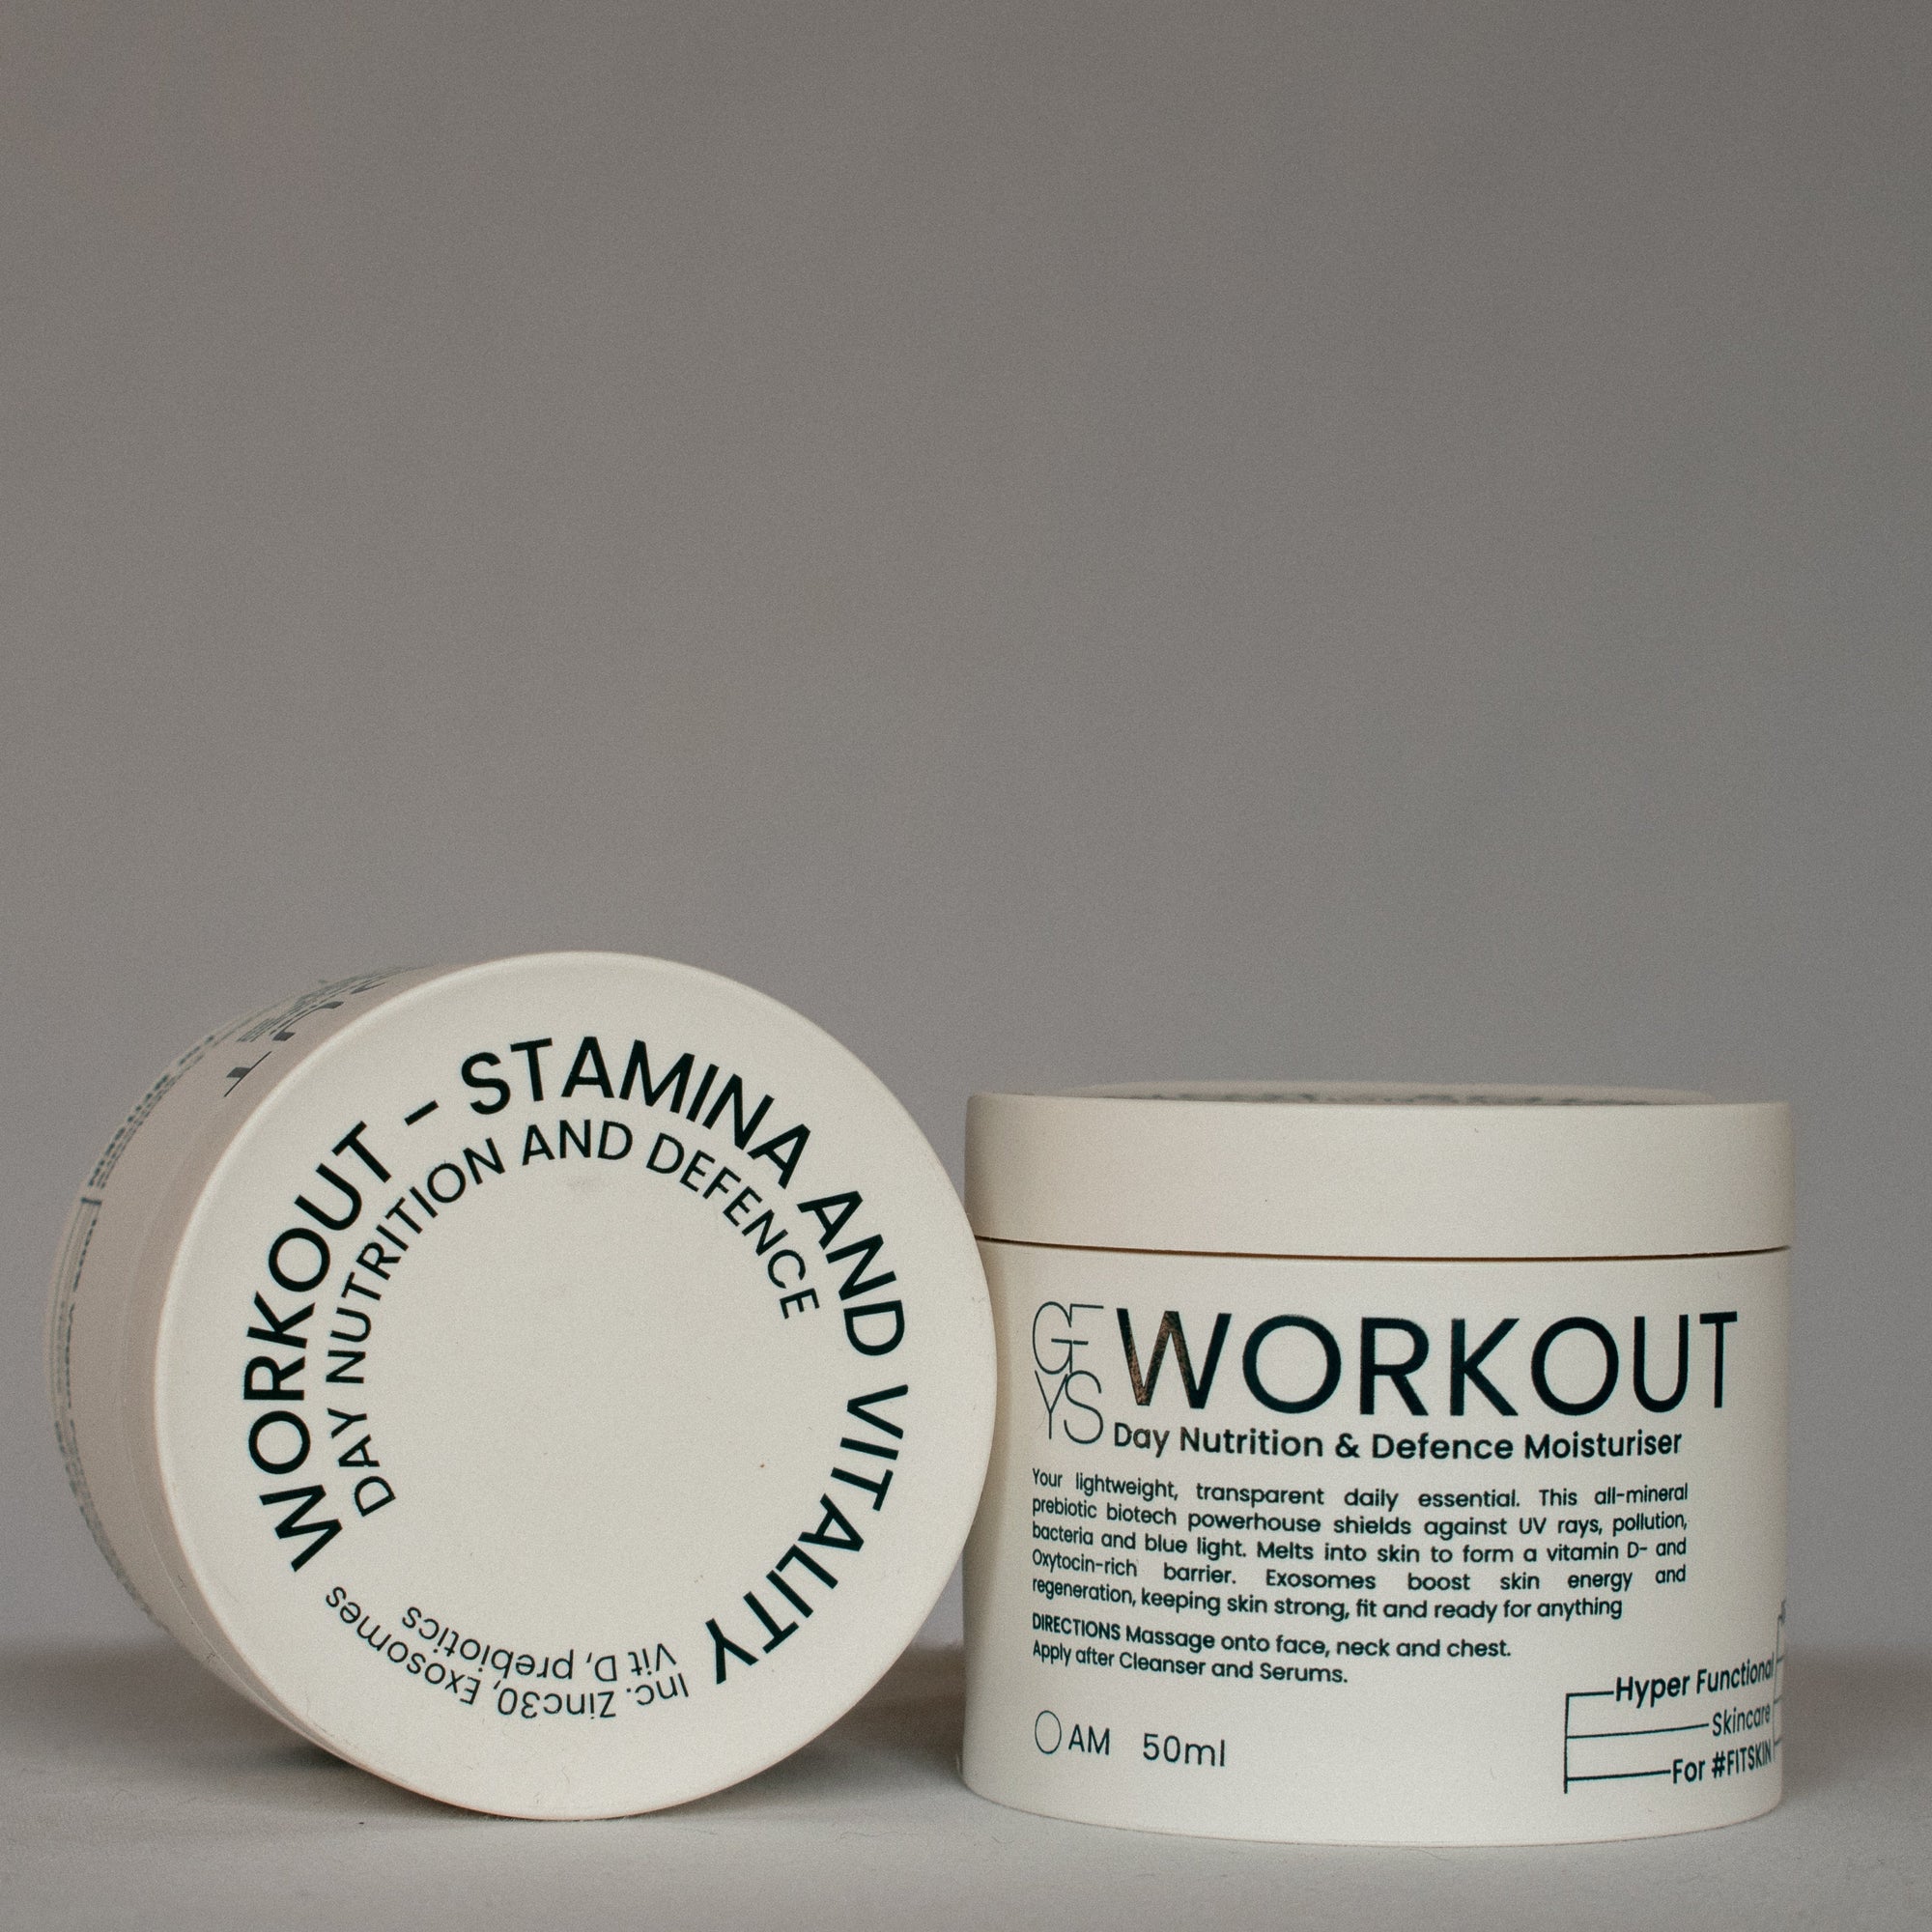 WORKOUT – STAMINA AND VITALITY
DAY NUTRITION AND DEFENCE
Inc. Zinc30, Exosomes
Vit D, prebiotics
GF
YS
WORKOUT
Day Nutrition & Defence Moisturiser
Your lightweight, transparent daily essential. This all-mineral
prebiotic biotech powerhouse shields against UV rays, pollution,
bacteria and blue light. Melts into skin to form a vitamin D- and
Oxytocin-rich barrier. Exosomes boost skin energy and
regeneration, keeping skin strong, fit and ready for anything
DIRECTIONS Massage onto face, neck and chest.
Apply after Cleanser and Serums.
AM 50ml
Hyper Functional
Skincare
For #FITSKIN